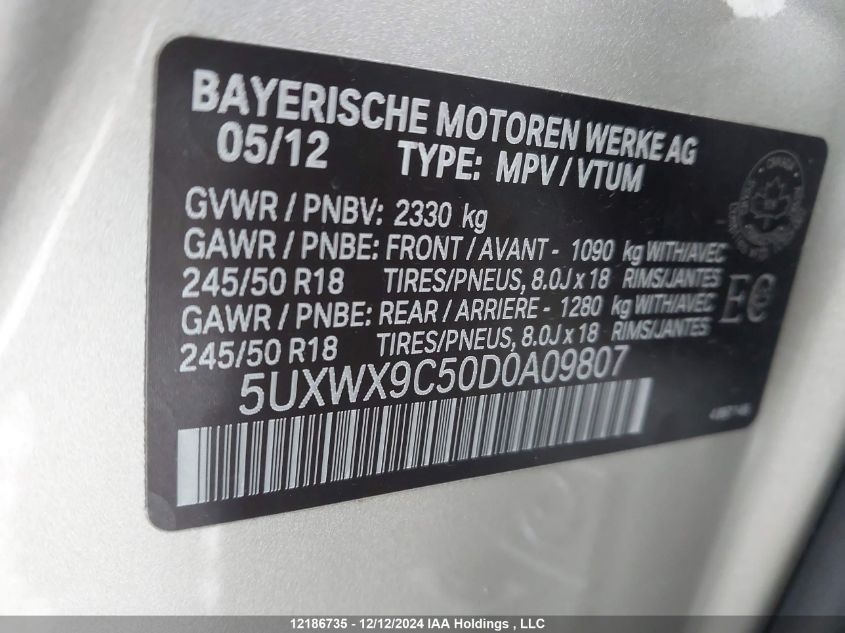 BAYERISCHE MOTOREN WERKE AG
05/12 TYPE: MPV / VTUM
GVWR / PNBV: 2330 kg
GAWR / PNBE: FRONT / AVANT - 1090 kg WITH/AVEC
245/50 R18 TIRES/PNEUS, 8.0J x 18 RIMS/JANTES
GAWR / PNBE: REAR / ARRIERE - 1280 kg WITH/AVEC
245/50 R18 TIRES/PNEUS, 8.0J x 18 RIMS/JANTES
5UXWX9C50D0A09807
CANADA
12186735 - 12/12/2024 IAA Holdings , LLC